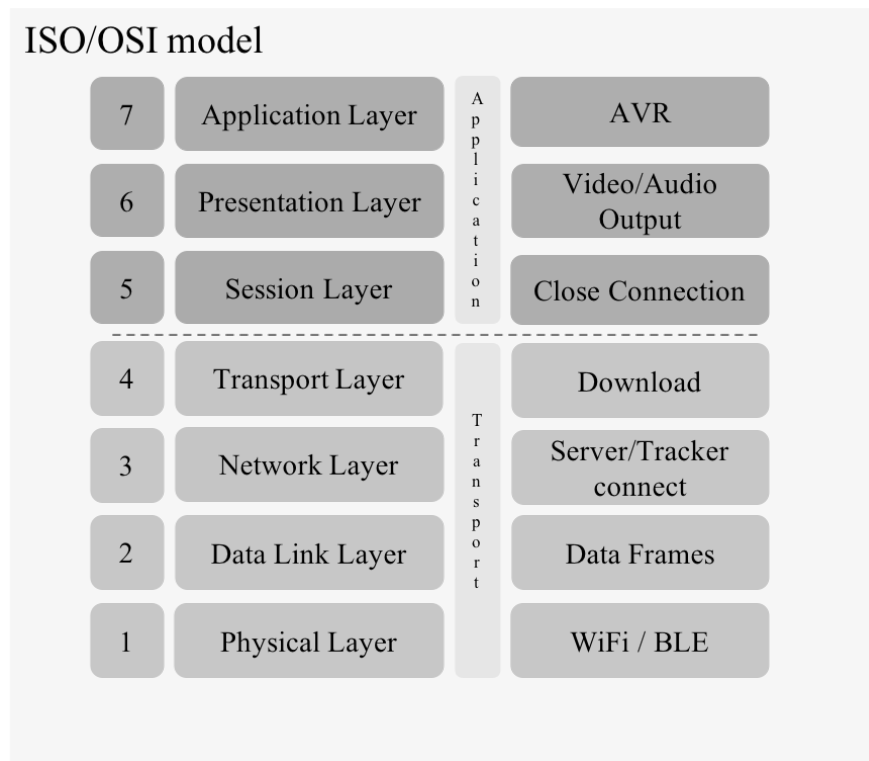 ISO/OSI model
7
Application Layer
Application
AVR
6
Presentation Layer
Video/Audio
Output
5
Session Layer
Close Connection
4
Transport Layer
Transport
Download
3
Network Layer
Server/Tracker
connect
2
Data Link Layer
Data Frames
1
Physical Layer
WiFi / BLE